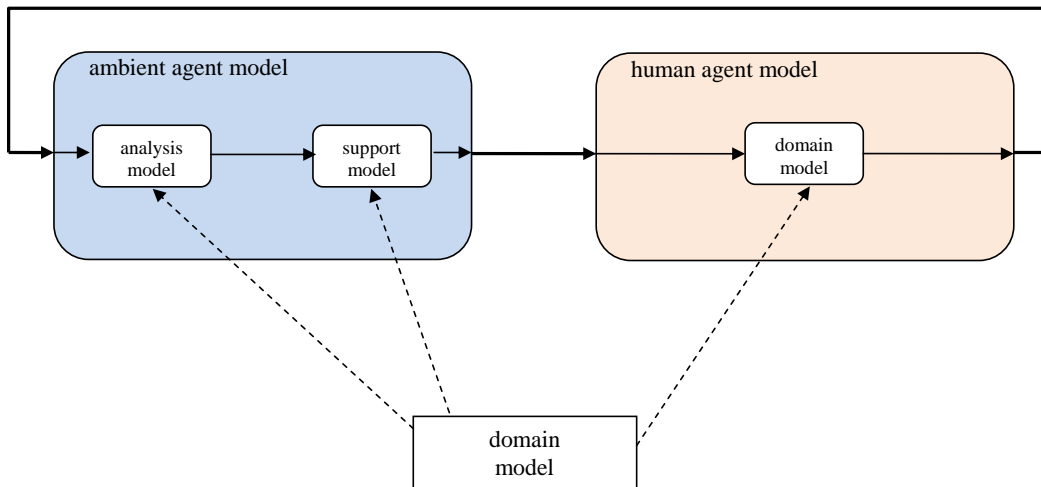 ambient agent model
human agent model
analysis
model
support
model
domain
model
domain
model